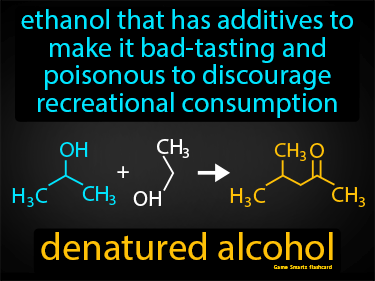 ethanol that has additives to
make it bad-tasting and
poisonous to discourage
recreational consumption
OH
H₃C
CH₃
+
CH₃
OH
CH₃
O
H₃C
CH₃
denatured alcohol
Game Smartz flashcard